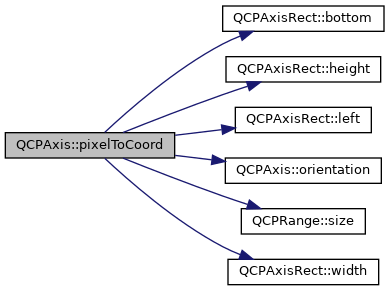 QCPAxisRect::bottom
QCPAxisRect::height
QCPAxisRect::left
QCPAxis::pixelToCoord
QCPAxis::orientation
QCPRange::size
QCPAxisRect::width